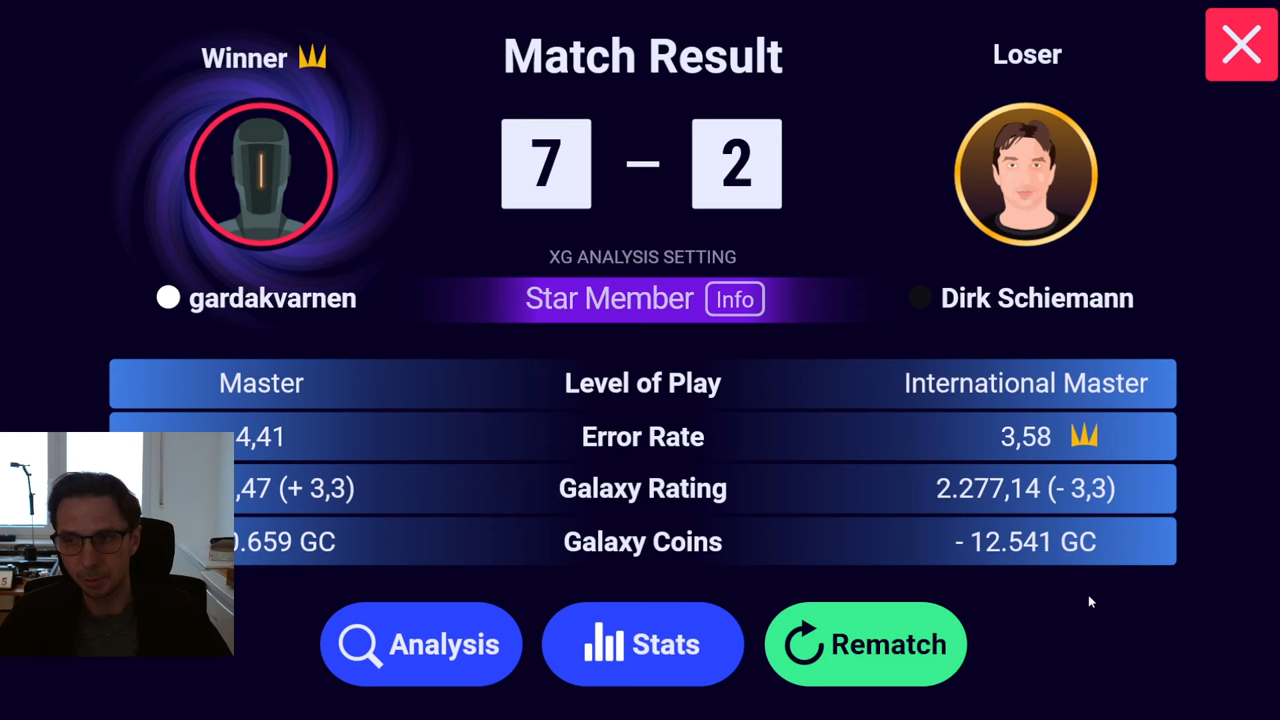 Winner
Match Result
Loser
7 – 2
XG ANALYSIS SETTING
gardakvarnen
Star Member Info
Dirk Schiemann
Master Level of Play International Master
4,41 Error Rate 3,58
,47 (+ 3,3) Galaxy Rating 2.277,14 (- 3,3)
.659 GC Galaxy Coins - 12.541 GC
Analysis
Stats
Rematch